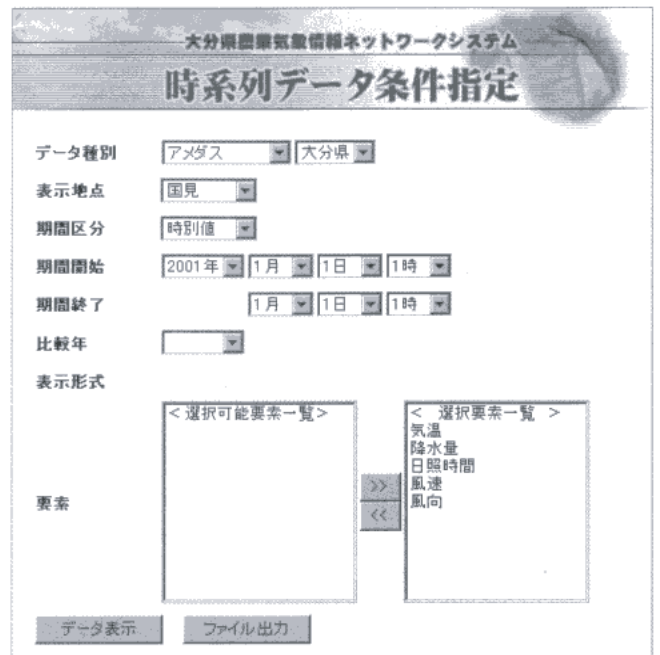 大分県農業気象情報ネットワークシステム
時系列データ条件指定
データ種別 アメダス 大分県
表示地点 国見
期間区分 時別値
期間開始 2001年 1月 1日 1時
期間終了 1月 1日 1時
比較年
表示形式
<選択可能要素一覧> < 選択要素一覧 >
気温
降水量
日照時間
>> 風速
要素 風向
<<
データ表示 ファイル出力